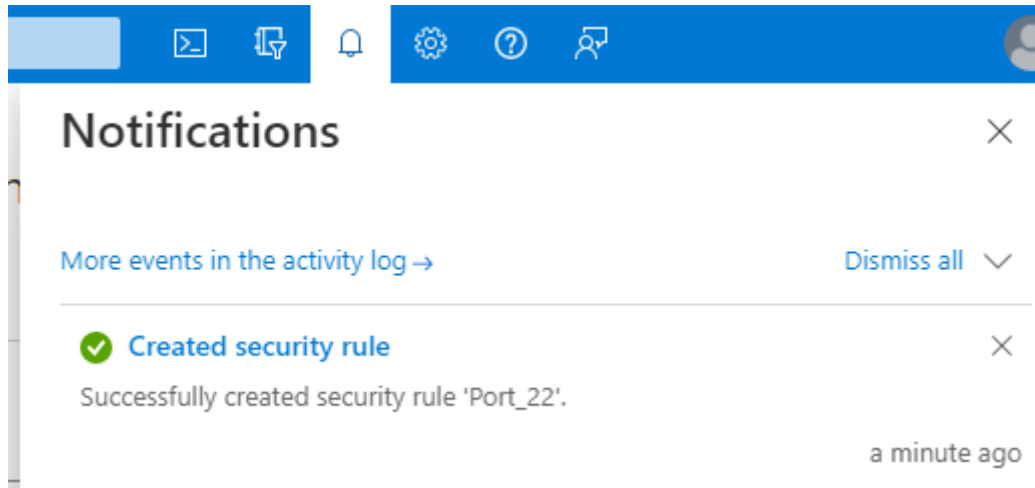 Notifications
More events in the activity log →
Dismiss all
Created security rule
Successfully created security rule 'Port_22'.
a minute ago